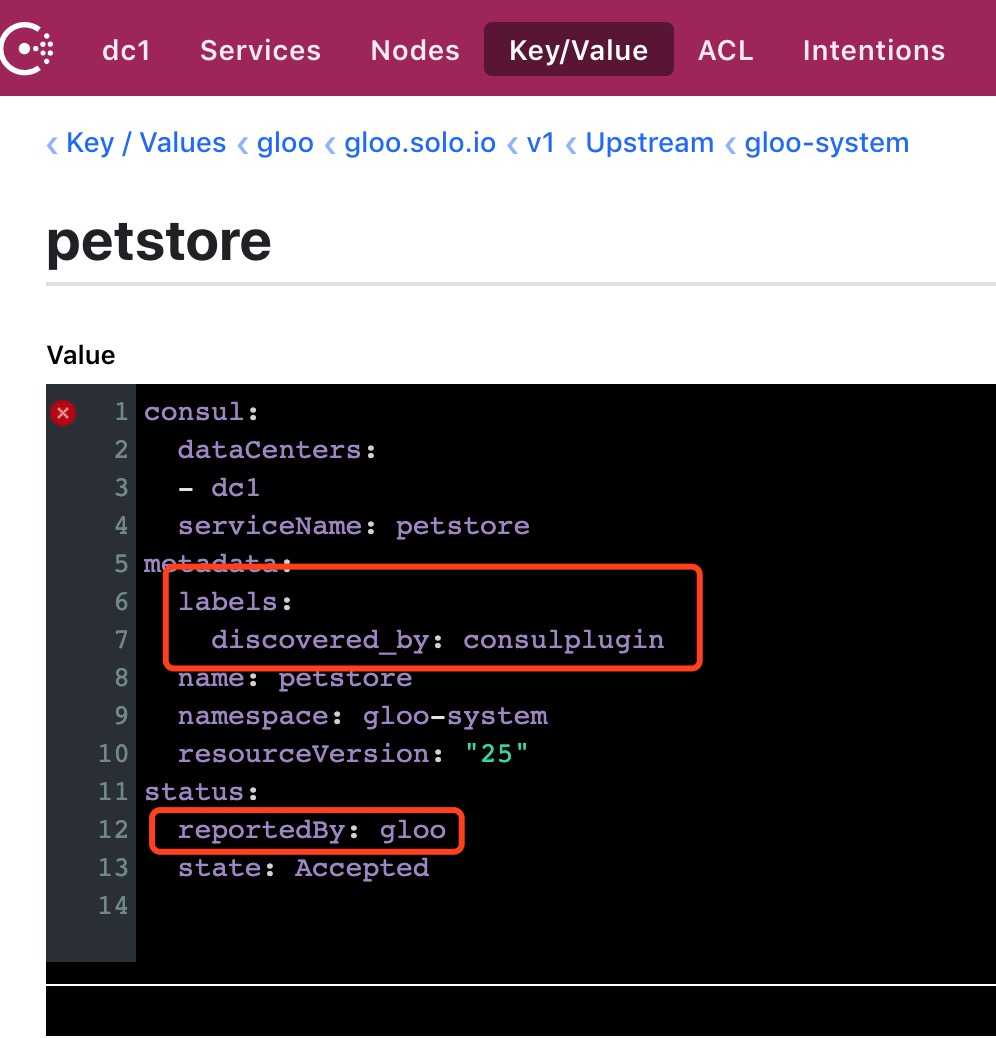 dc1 Services Nodes Key/Value ACL Intentions
‹ Key / Values ‹ gloo ‹ gloo.solo.io ‹ v1 ‹ Upstream ‹ gloo-system
petstore
Value
1 consul:
2   dataCenters:
3   - dc1
4   serviceName: petstore
5 metadata:
6   labels:
7     discovered_by: consulplugin
8   name: petstore
9   namespace: gloo-system
10   resourceVersion: "25"
11 status:
12   reportedBy: gloo
13   state: Accepted
14